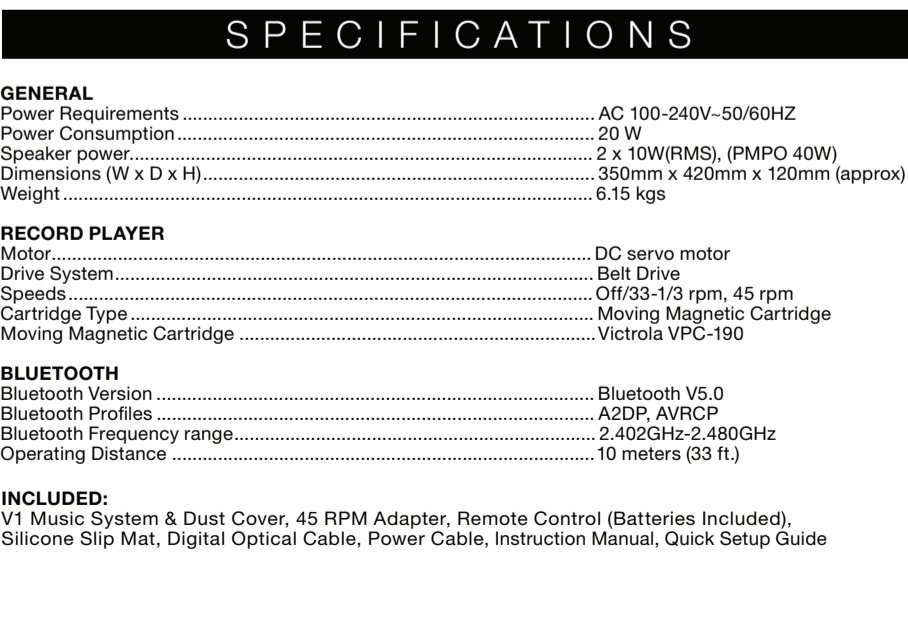 SPECIFICATIONS
GENERAL
Power Requirements ................................................................................ AC 100-240V~50/60HZ
Power Consumption ................................................................................. 20 W
Speaker power.......................................................................................... 2 x 10W(RMS), (PMPO 40W)
Dimensions (W x D x H)............................................................................ 350mm x 420mm x 120mm (approx)
Weight ....................................................................................................... 6.15 kgs
RECORD PLAYER
Motor......................................................................................................... DC servo motor
Drive System............................................................................................. Belt Drive
Speeds...................................................................................................... Off/33-1/3 rpm, 45 rpm
Cartridge Type .......................................................................................... Moving Magnetic Cartridge
Moving Magnetic Cartridge ..................................................................... Victrola VPC-190
BLUETOOTH
Bluetooth Version ..................................................................................... Bluetooth V5.0
Bluetooth Profiles ..................................................................................... A2DP, AVRCP
Bluetooth Frequency range...................................................................... 2.402GHz-2.480GHz
Operating Distance .................................................................................. 10 meters (33 ft.)
INCLUDED:
V1 Music System & Dust Cover, 45 RPM Adapter, Remote Control (Batteries Included),
Silicone Slip Mat, Digital Optical Cable, Power Cable, Instruction Manual, Quick Setup Guide